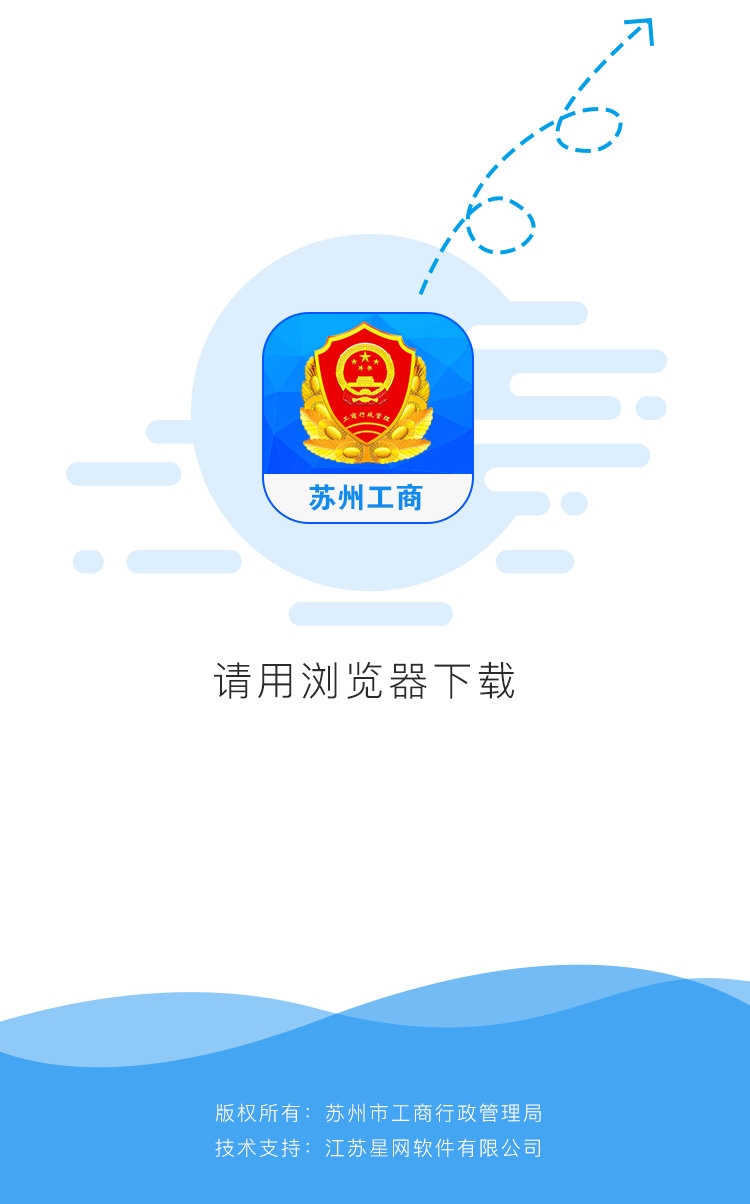 工商行政管理
苏州工商
请用浏览器下载
版权所有：苏州市工商行政管理局
技术支持：江苏星网软件有限公司